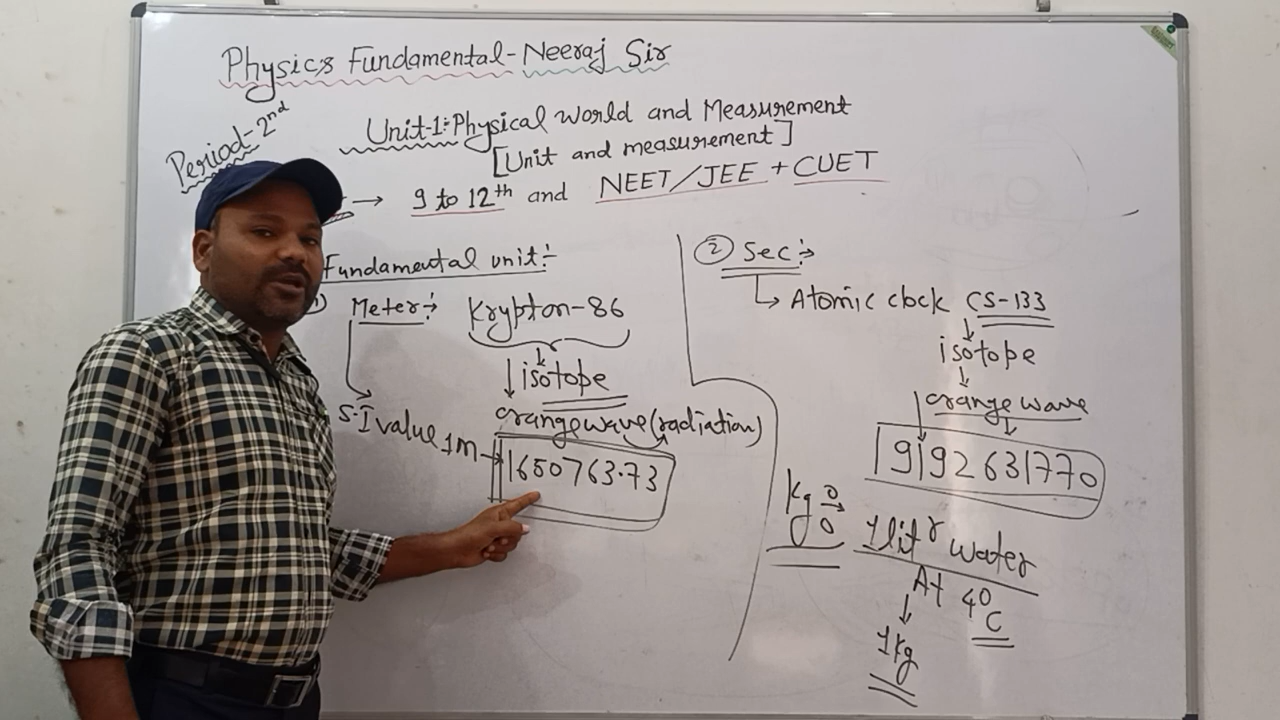 Physics Fundamental - Neeraj Sir
Period - 2nd
Unit-1: Physical World and Measurement
[Unit and measurement]
→ 9 to 12th and NEET/JEE + CUET
Fundamental unit:-
Meter:→ Krypton-86
isotope
orange wave (radiation)
S.I value 1m → 1650763.73
② Sec:→
Atomic clock CS-133
isotope
orange wave
9192631770
Kg
1 litr water
At 4°C
1kg